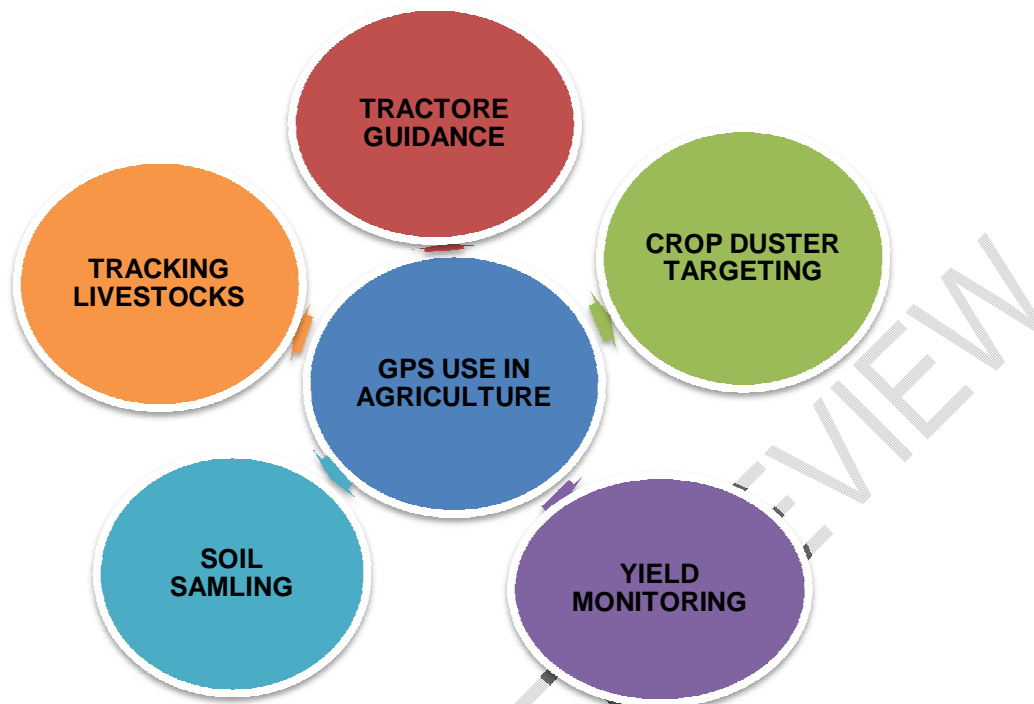 TRACTORE
GUIDANCE
CROP DUSTER
TARGETING
TRACKING
LIVESTOCKS
GPS USE IN
AGRICULTURE
SOIL
SAMLING
YIELD
MONITORING